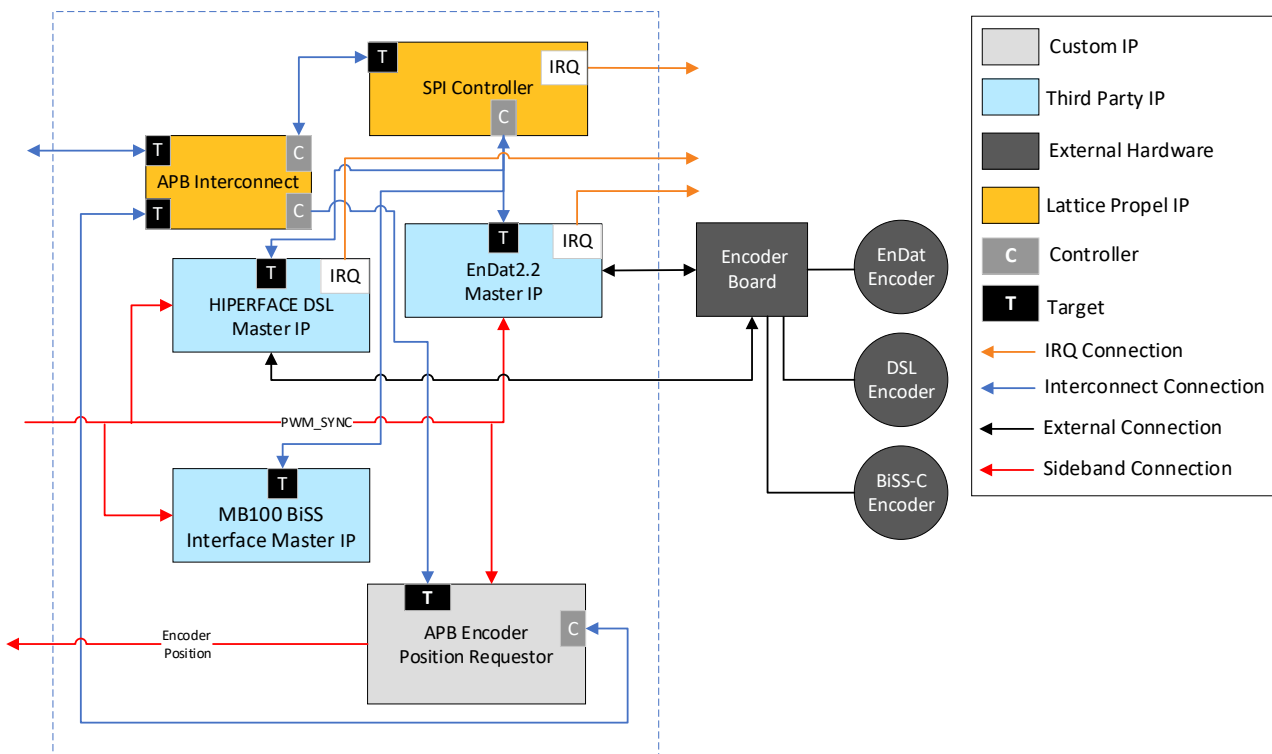 T
IRQ
SPI Controller
C
T
C
APB Interconnect
T
C
T
IRQ
HIPERFACE DSL
Master IP
T
IRQ
EnDat2.2
Master IP
Encoder
Board
EnDat
Encoder
DSL
Encoder
BiSS-C
Encoder
PWM_SYNC
T
MB100 BiSS
Interface Master IP
T
C
APB Encoder
Position Requestor
Encoder
Position
Custom IP
Third Party IP
External Hardware
Lattice Propel IP
C
Controller
T
Target
IRQ Connection
Interconnect Connection
External Connection
Sideband Connection